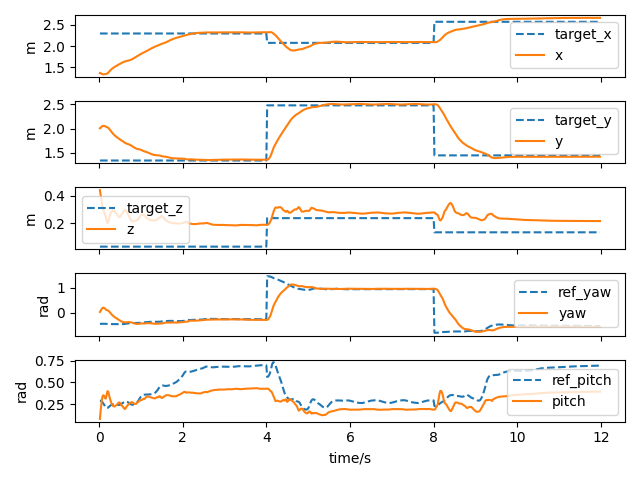 2.5
2.0
1.5
m
target_x
x
2.5
2.0
1.5
m
target_y
y
0.4
0.2
m
target_z
z
1
0
rad
ref_yaw
yaw
0.75
0.50
0.25
rad
ref_pitch
pitch
0 2 4 6 8 10 12
time/s